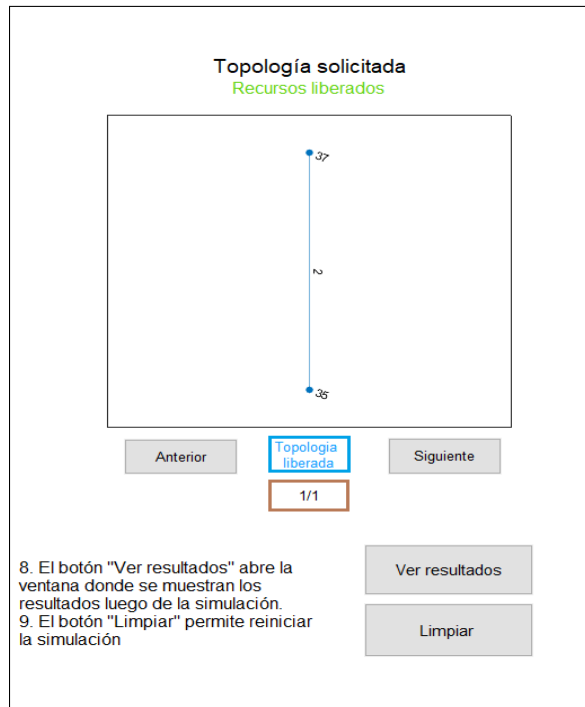 Topología solicitada
Recursos liberados
37
2
35
Anterior
Topologia
liberada
Siguiente
1/1
8. El botón "Ver resultados" abre la
ventana donde se muestran los
resultados luego de la simulación.
9. El botón "Limpiar" permite reiniciar
la simulación
Ver resultados
Limpiar